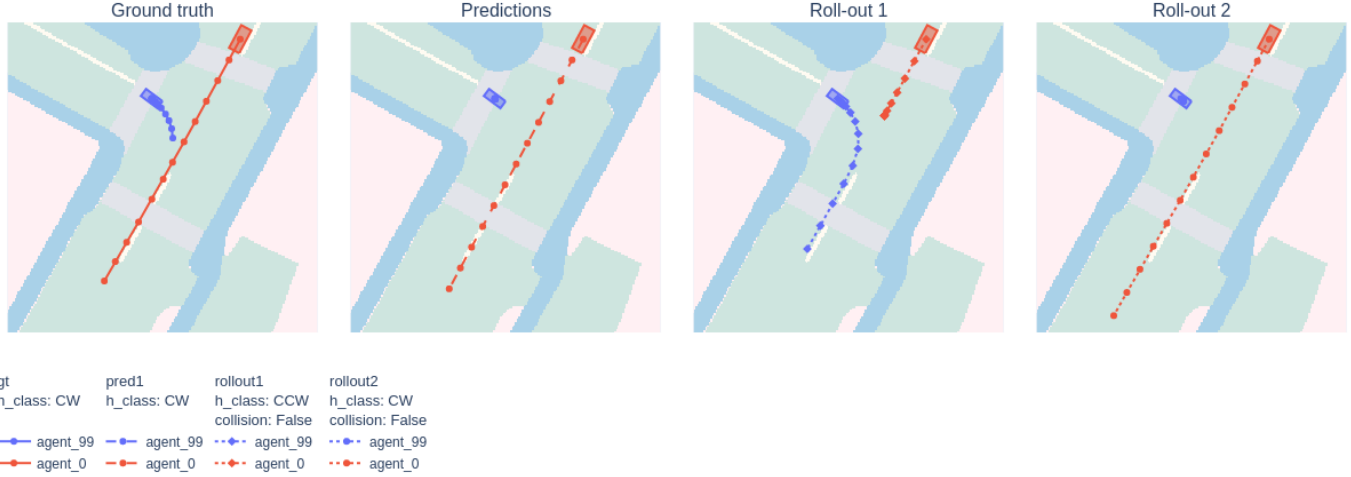 Ground truth
Predictions
Roll-out 1
Roll-out 2
gt
h_class: CW
agent_99
agent_0
pred1
h_class: CW
agent_99
agent_0
rollout1
h_class: CCW
collision: False
agent_99
agent_0
rollout2
h_class: CW
collision: False
agent_99
agent_0